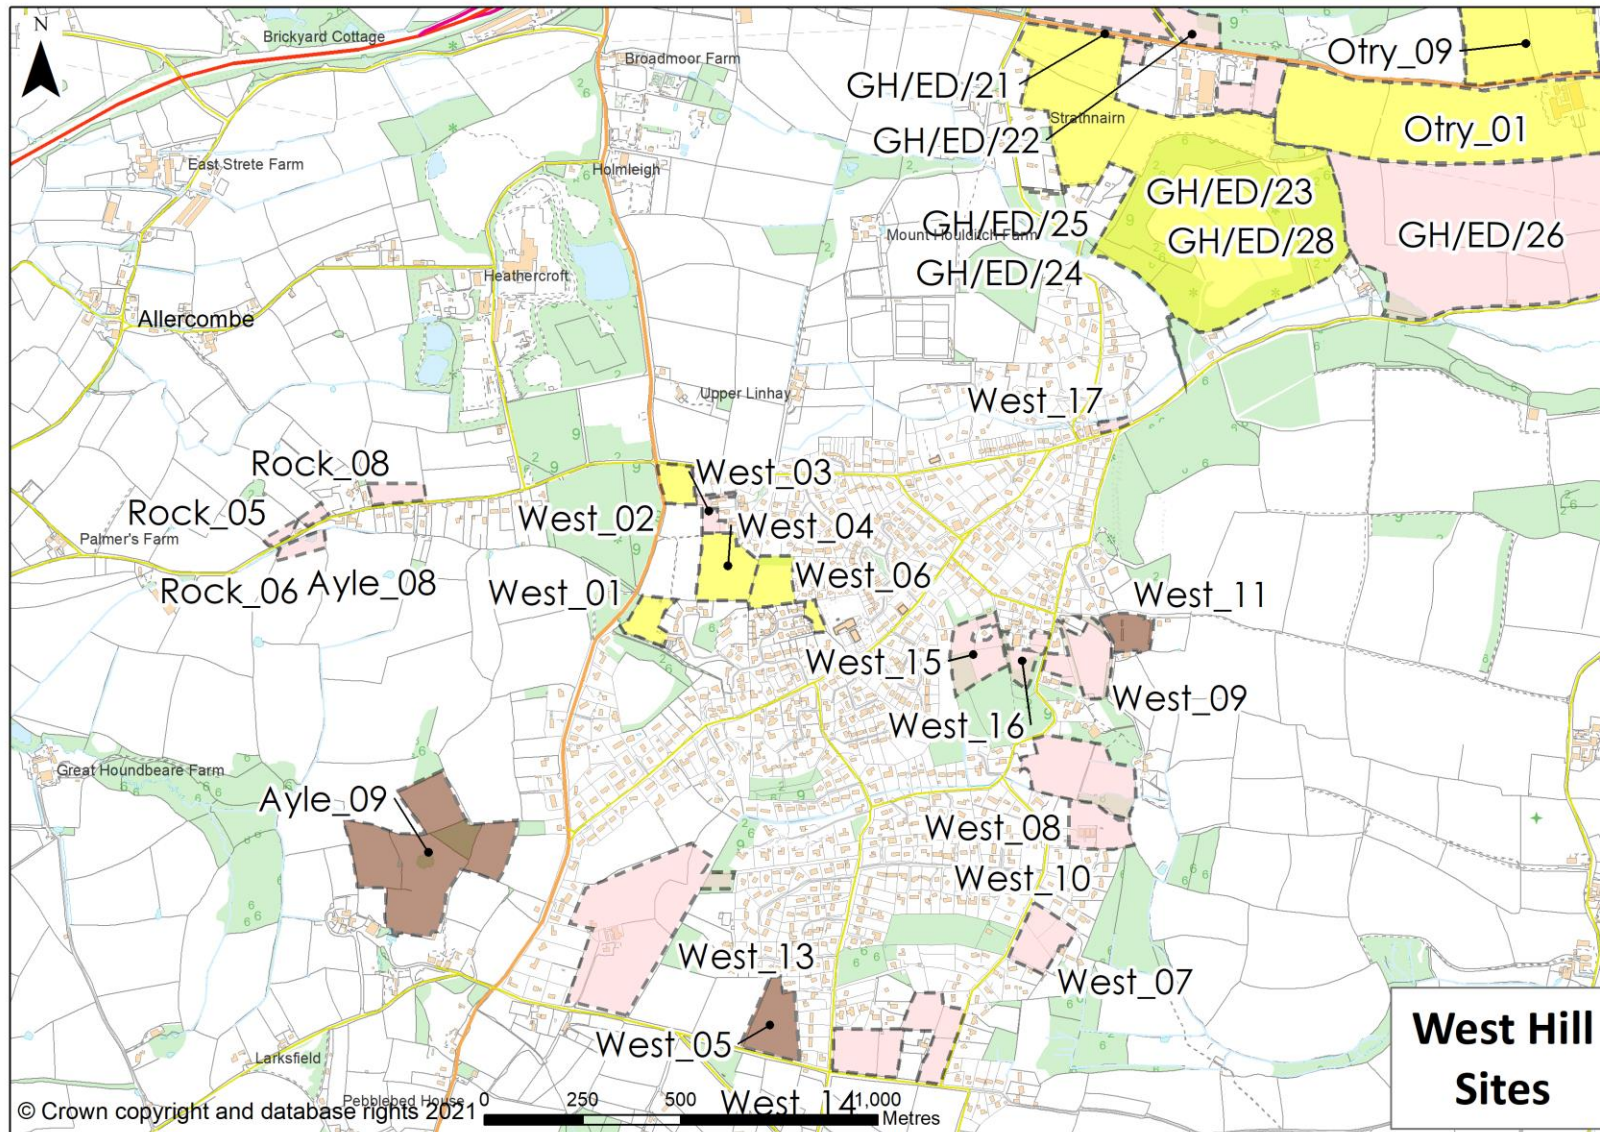 N
Brickyard Cottage
Broadmoor Farm
Otry_09
GH/ED/21
Strathnairn
Otry_01
GH/ED/22
East Strete Farm
Holmleigh
GH/ED/23
GH/ED/25
Mount Houlditch Farm
GH/ED/28
GH/ED/26
GH/ED/24
Heathercroft
Allercombe
Upper Linhay
West_17
Rock_08
West_03
Rock_05
West_02
West_04
Palmer's Farm
Rock_06
Ayle_08
West_01
West_06
West_11
West_15
West_09
West_16
Great Houndbeare Farm
Ayle_09
West_08
West_10
West_13
West_07
West_05
Larksfield
West Hill
Sites
Pebblebed House
West_14
© Crown copyright and database rights 2021
0 250 500 1,000
Metres